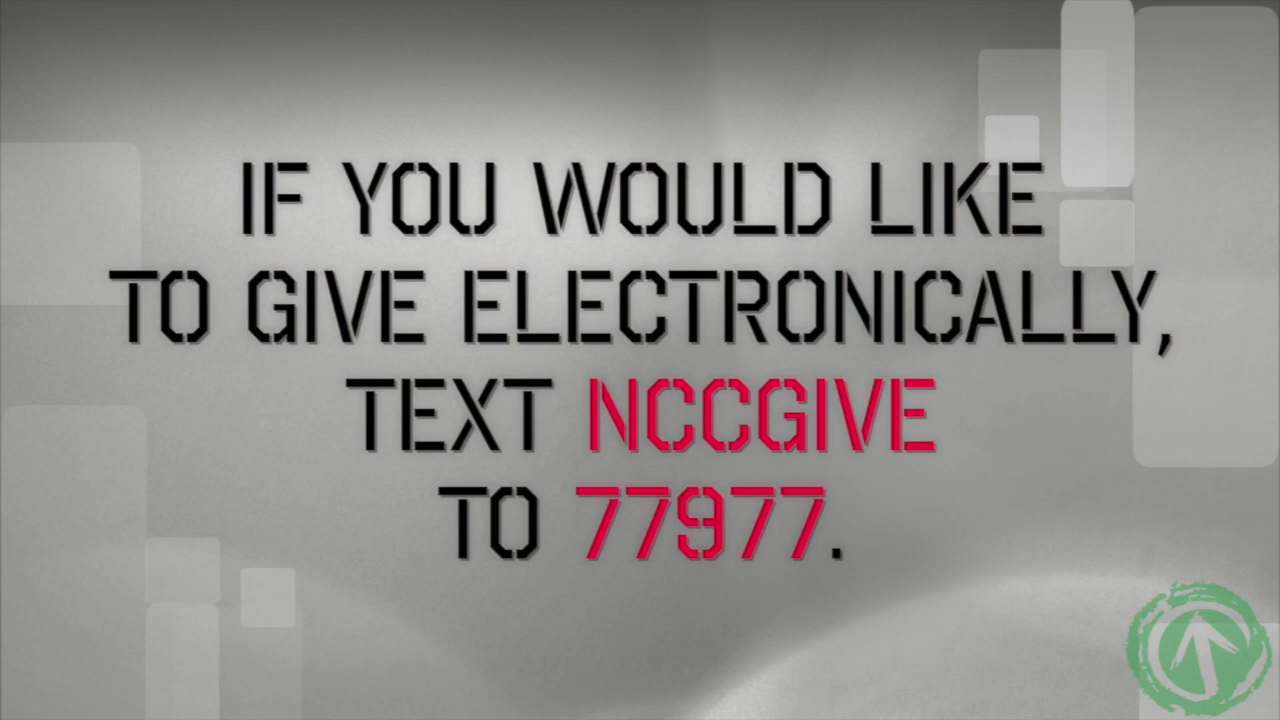 IF YOU WOULD LIKE
TO GIVE ELECTRONICALLY,
TEXT NCCGIVE
TO 77977.